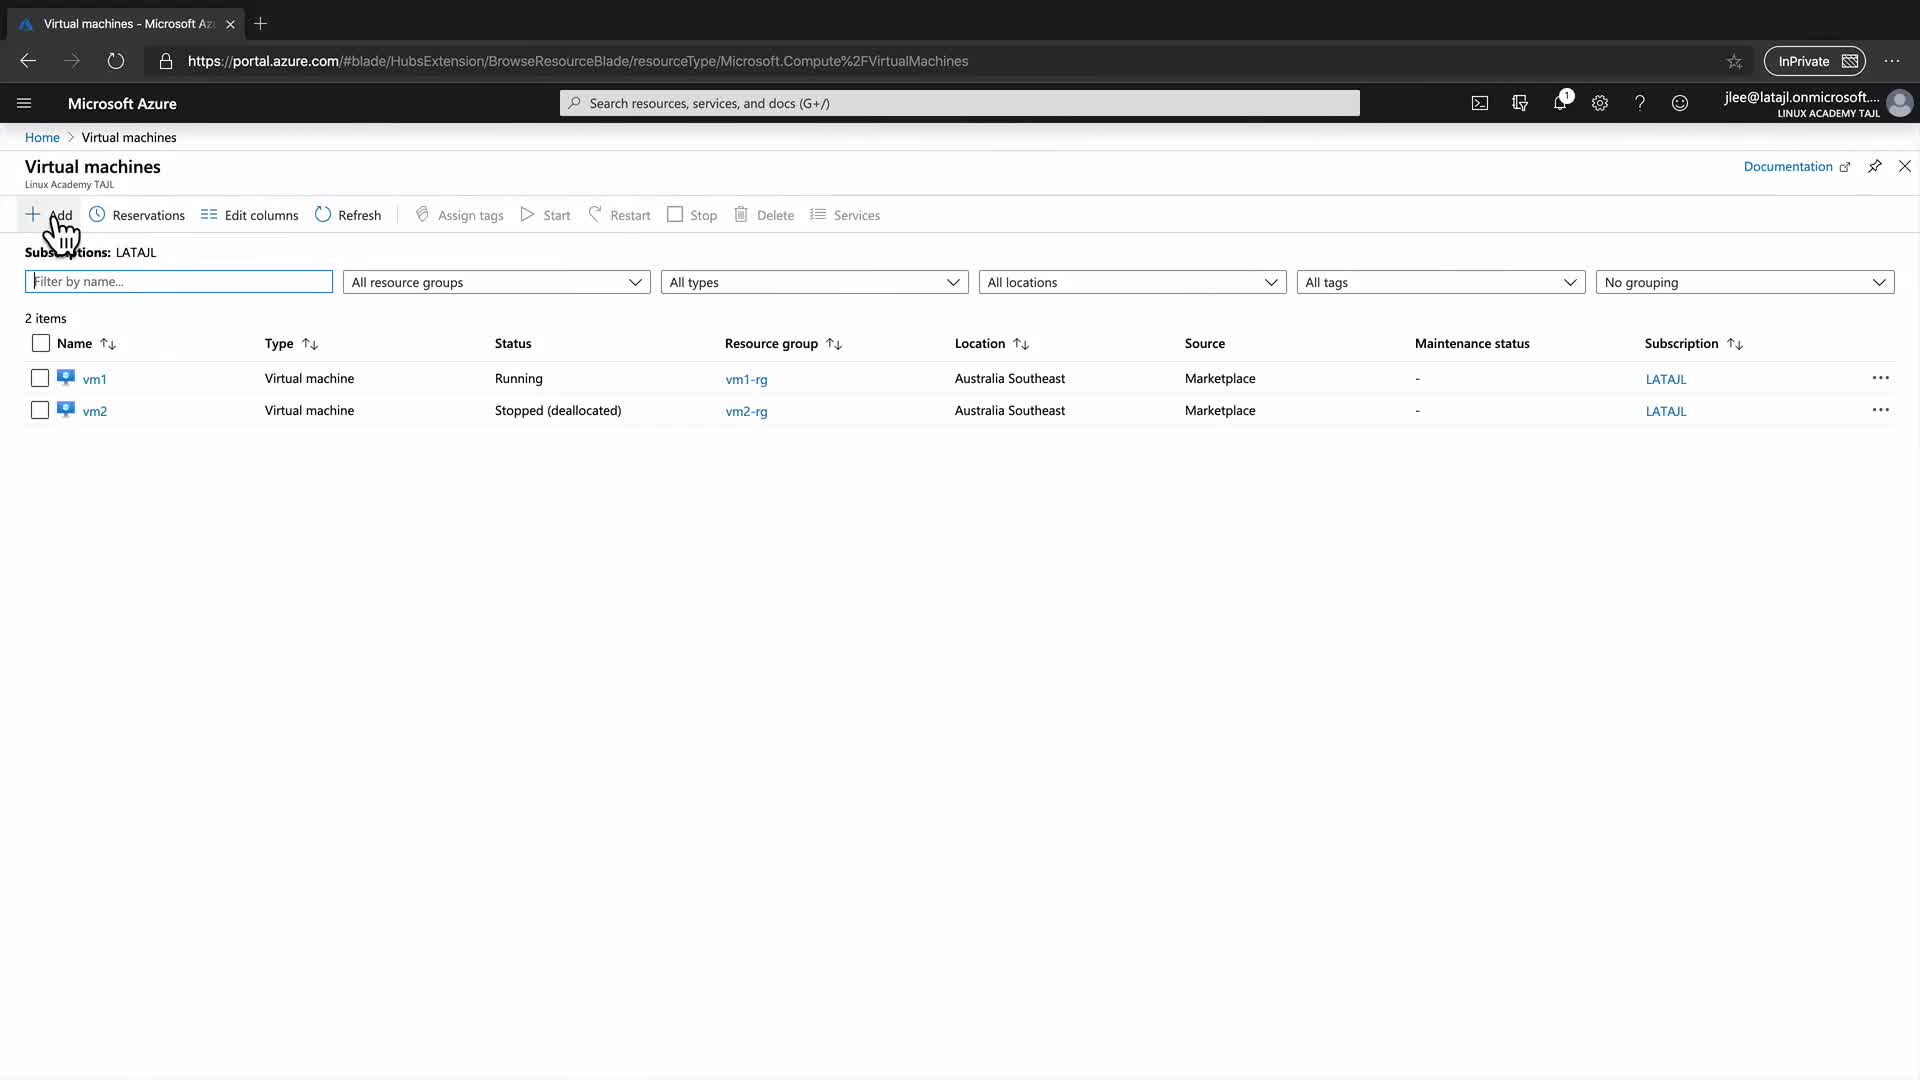 Virtual machines - Microsoft Az
https://portal.azure.com/#blade/HubsExtension/BrowseResourceBlade/resourceType/Microsoft.Compute%2FVirtualMachines
InPrivate
Microsoft Azure
Search resources, services, and docs (G+/)
1
jlee@latajl.onmicrosoft....
LINUX ACADEMY TAJL
Home > Virtual machines
Virtual machines
Linux Academy TAJL
Documentation
Add Reservations Edit columns Refresh Assign tags Start Restart Stop Delete Services
Subscriptions: LATAJL
Filter by name... All resource groups All types All locations All tags No grouping
2 items
Name Type Status Resource group Location Source Maintenance status Subscription
vm1 Virtual machine Running vm1-rg Australia Southeast Marketplace - LATAJL
vm2 Virtual machine Stopped (deallocated) vm2-rg Australia Southeast Marketplace - LATAJL